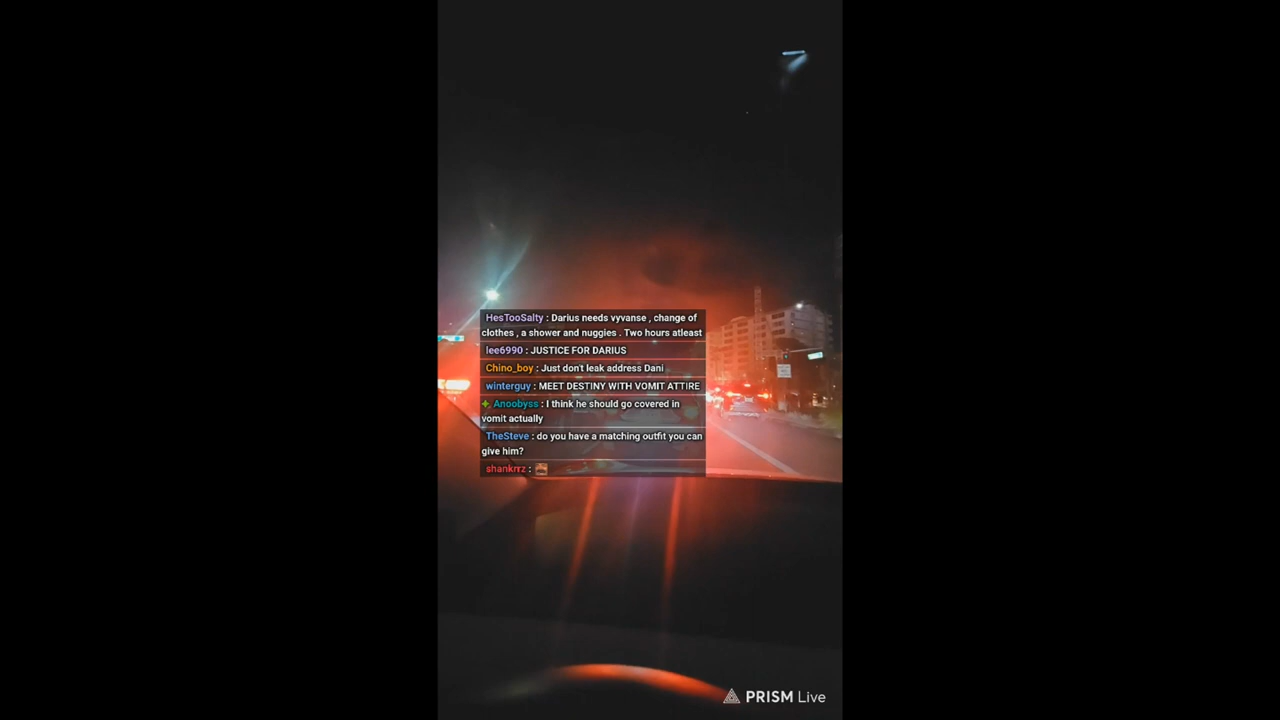 HesTooSalty : Darius needs vyvanse , change of
clothes , a shower and nuggies . Two hours atleast
lee6990 : JUSTICE FOR DARIUS
Chino_boy : Just don't leak address Dani
winterguy : MEET DESTINY WITH VOMIT ATTIRE
Anoobyss : I think he should go covered in
vomit actually
TheSteve : do you have a matching outfit you can
give him?
shankrrz :
PRISM Live